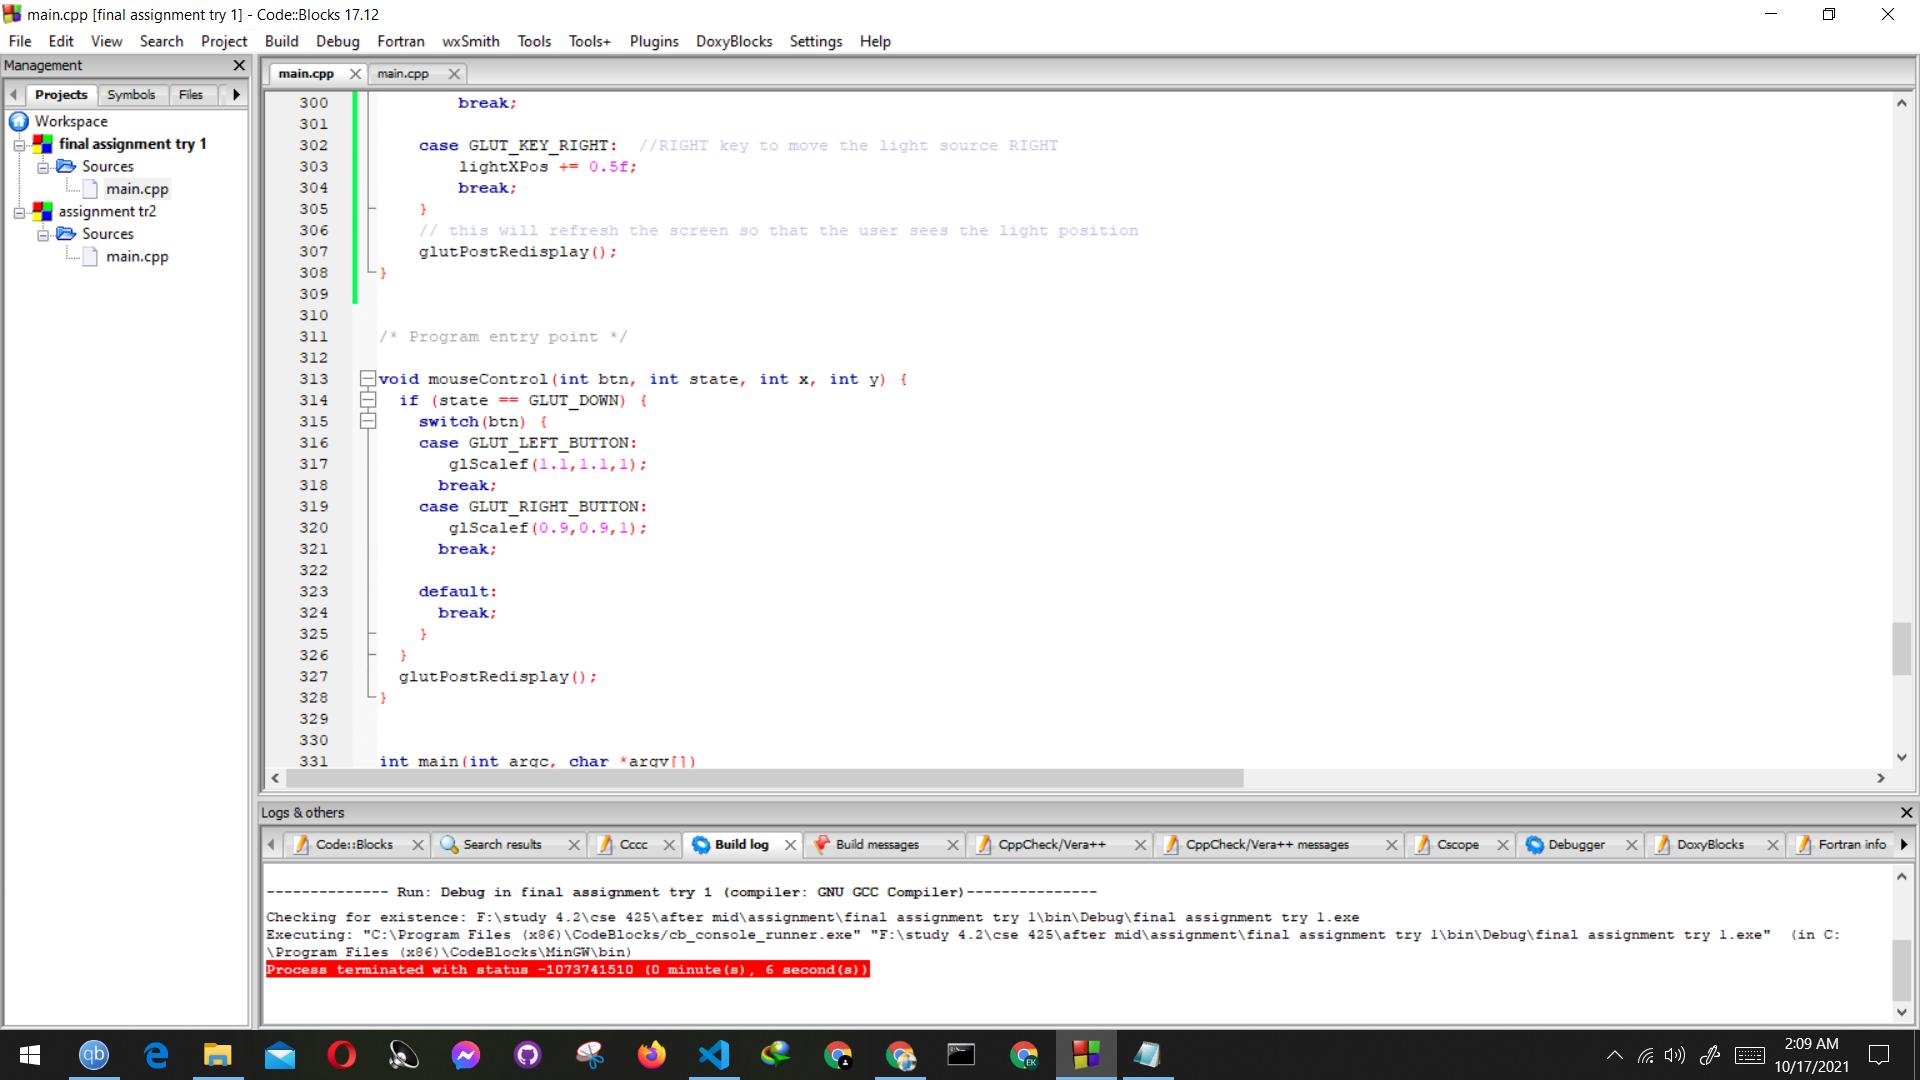 main.cpp [final assignment try 1] - Code::Blocks 17.12
File Edit View Search Project Build Debug Fortran wxSmith Tools Tools+ Plugins DoxyBlocks Settings Help
Management
Projects Symbols Files
Workspace
final assignment try 1
Sources
main.cpp
assignment tr2
Sources
main.cpp
main.cpp main.cpp
300 break;
301
302 case GLUT_KEY_RIGHT: //RIGHT key to move the light source RIGHT
303 lightXPos += 0.5f;
304 break;
305 }
306 // this will refresh the screen so that the user sees the light position
307 glutPostRedisplay();
308 }
309
310
311 /* Program entry point */
312
313 void mouseControl(int btn, int state, int x, int y) {
314 if (state == GLUT_DOWN) {
315 switch(btn) {
316 case GLUT_LEFT_BUTTON:
317 glScalef(1.1,1.1,1);
318 break;
319 case GLUT_RIGHT_BUTTON:
320 glScalef(0.9,0.9,1);
321 break;
322
323 default:
324 break;
325 }
326 }
327 glutPostRedisplay();
328 }
329
330
331 int main(int argc, char *argv[])
Logs & others
Code::Blocks Search results Cccc Build log Build messages CppCheck/Vera++ CppCheck/Vera++ messages Cscope Debugger DoxyBlocks Fortran info
-------------- Run: Debug in final assignment try 1 (compiler: GNU GCC Compiler)---------------
Checking for existence: F:\study 4.2\cse 425\after mid\assignment\final assignment try 1\bin\Debug\final assignment try 1.exe
Executing: "C:\Program Files (x86)\CodeBlocks/cb_console_runner.exe" "F:\study 4.2\cse 425\after mid\assignment\final assignment try 1\bin\Debug\final assignment try 1.exe" (in C:
\Program Files (x86)\CodeBlocks\MinGW\bin)
Process terminated with status -1073741510 (0 minute(s), 6 second(s))
qb
EK
2:09 AM
10/17/2021